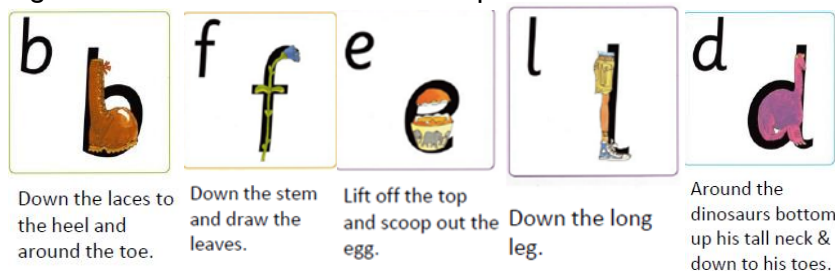 b
f
e
l
d
Down the laces to
the heel and
around the toe.
Down the stem
and draw the
leaves.
Lift off the top
and scoop out the
egg.
Down the long
leg.
Around the
dinosaurs bottom
up his tall neck &
down to his toes.